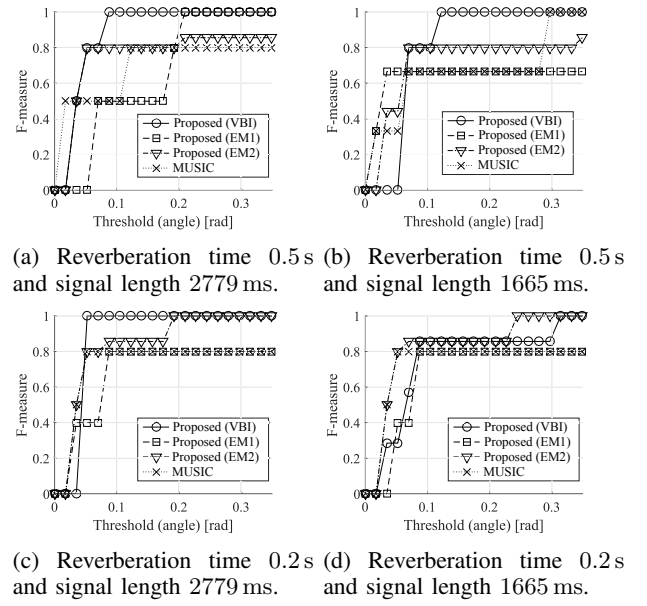 1
0.8
0.6
0.4
0.2
0
F-measure
0 0.1 0.2 0.3
Threshold (angle) [rad]
Proposed (VBI)
Proposed (EM1)
Proposed (EM2)
MUSIC
(a) Reverberation time 0.5 s
and signal length 2779 ms.
1
0.8
0.6
0.4
0.2
0
F-measure
0 0.1 0.2 0.3
Threshold (angle) [rad]
Proposed (VBI)
Proposed (EM1)
Proposed (EM2)
MUSIC
(b) Reverberation time 0.5 s
and signal length 1665 ms.
1
0.8
0.6
0.4
0.2
0
F-measure
0 0.1 0.2 0.3
Threshold (angle) [rad]
Proposed (VBI)
Proposed (EM1)
Proposed (EM2)
MUSIC
(c) Reverberation time 0.2 s
and signal length 2779 ms.
1
0.8
0.6
0.4
0.2
0
F-measure
0 0.1 0.2 0.3
Threshold (angle) [rad]
Proposed (VBI)
Proposed (EM1)
Proposed (EM2)
MUSIC
(d) Reverberation time 0.2 s
and signal length 1665 ms.